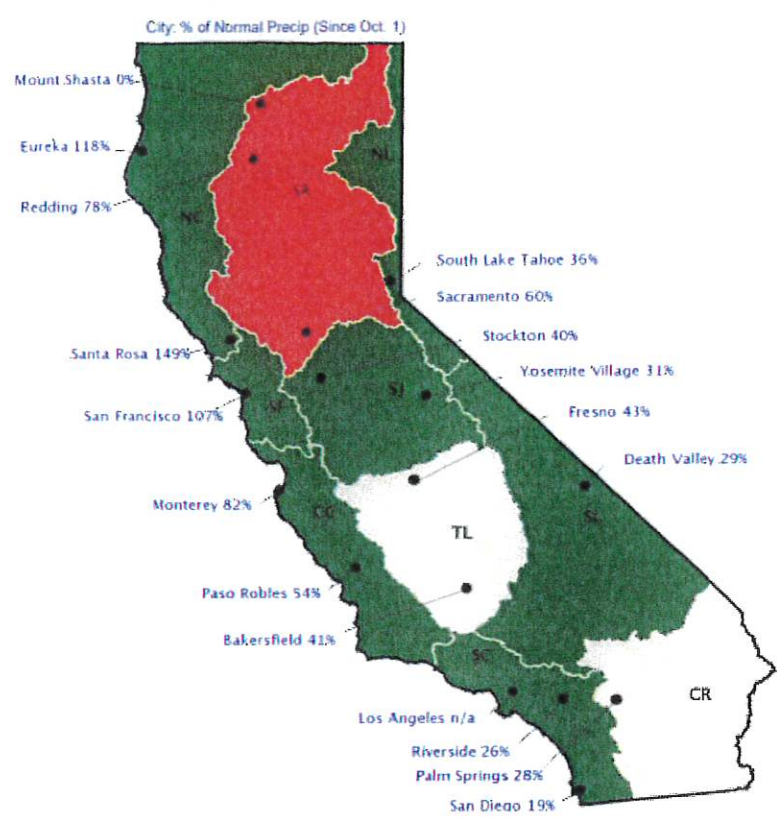 City: % of Normal Precip (Since Oct. 1)
Mount Shasta 0%
Eureka 118%
NL
SR
Redding 78%
NC
South Lake Tahoe 36%
Sacramento 60%
Stockton 40%
Santa Rosa 149%
Yosemite Village 31%
SJ
San Francisco 107%
SF
Fresno 43%
Death Valley 29%
Monterey 82%
CC
SL
TL
Paso Robles 54%
Bakersfield 41%
SC
CR
Los Angeles n/a
Riverside 26%
Palm Springs 28%
San Diego 19%